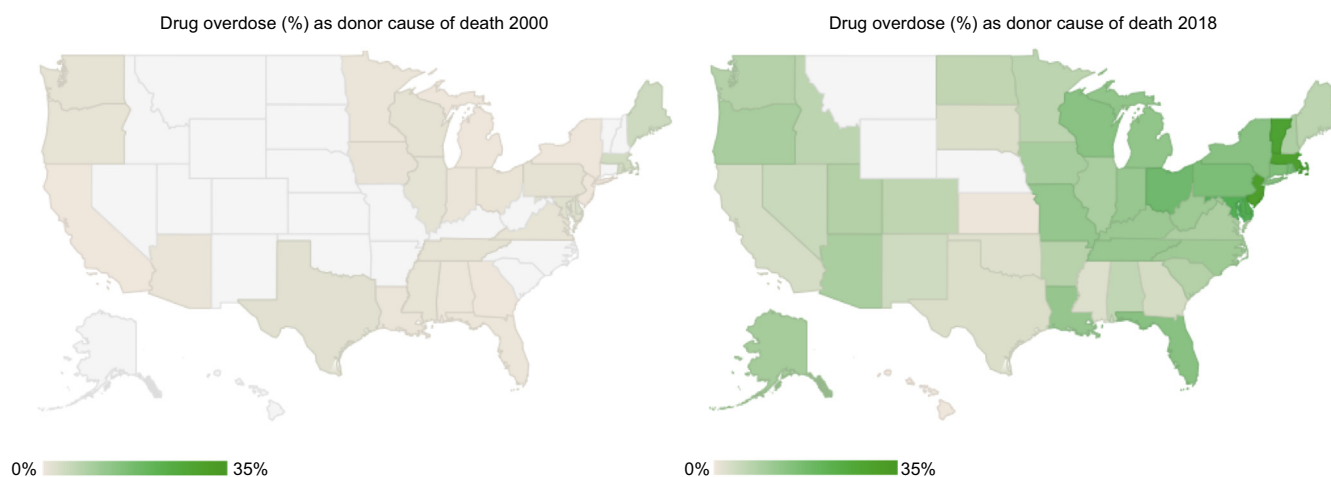 Drug overdose (%) as donor cause of death 2000
Drug overdose (%) as donor cause of death 2018
0% 35%
0% 35%